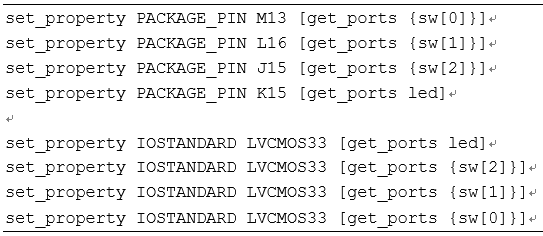 set_property PACKAGE_PIN M13 [get_ports {sw[0]}]
set_property PACKAGE_PIN L16 [get_ports {sw[1]}]
set_property PACKAGE_PIN J15 [get_ports {sw[2]}]
set_property PACKAGE_PIN K15 [get_ports led]
set_property IOSTANDARD LVCMOS33 [get_ports led]
set_property IOSTANDARD LVCMOS33 [get_ports {sw[2]}]
set_property IOSTANDARD LVCMOS33 [get_ports {sw[1]}]
set_property IOSTANDARD LVCMOS33 [get_ports {sw[0]}]